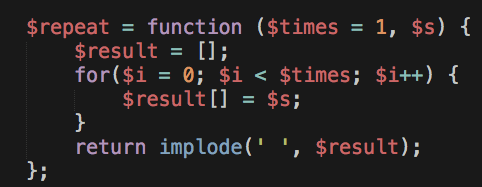 $repeat = function ($times = 1, $s) {
    $result = [];
    for($i = 0; $i < $times; $i++) {
        $result[] = $s;
    }
    return implode(' ', $result);
};